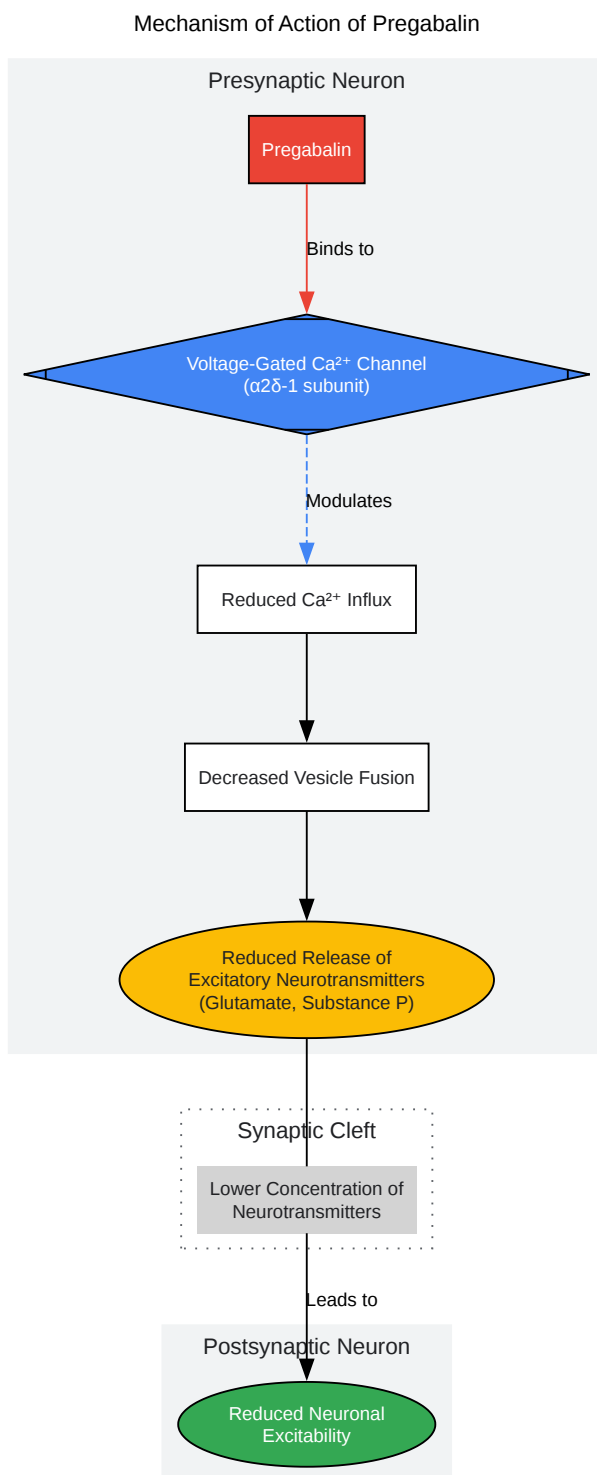 Mechanism of Action of Pregabalin
Presynaptic Neuron
Pregabalin
Binds to
Voltage-Gated Ca²⁺ Channel
(α2δ-1 subunit)
Modulates
Reduced Ca²⁺ Influx
Decreased Vesicle Fusion
Reduced Release of
Excitatory Neurotransmitters
(Glutamate, Substance P)
Synaptic Cleft
Lower Concentration of
Neurotransmitters
Leads to
Postsynaptic Neuron
Reduced Neuronal
Excitability